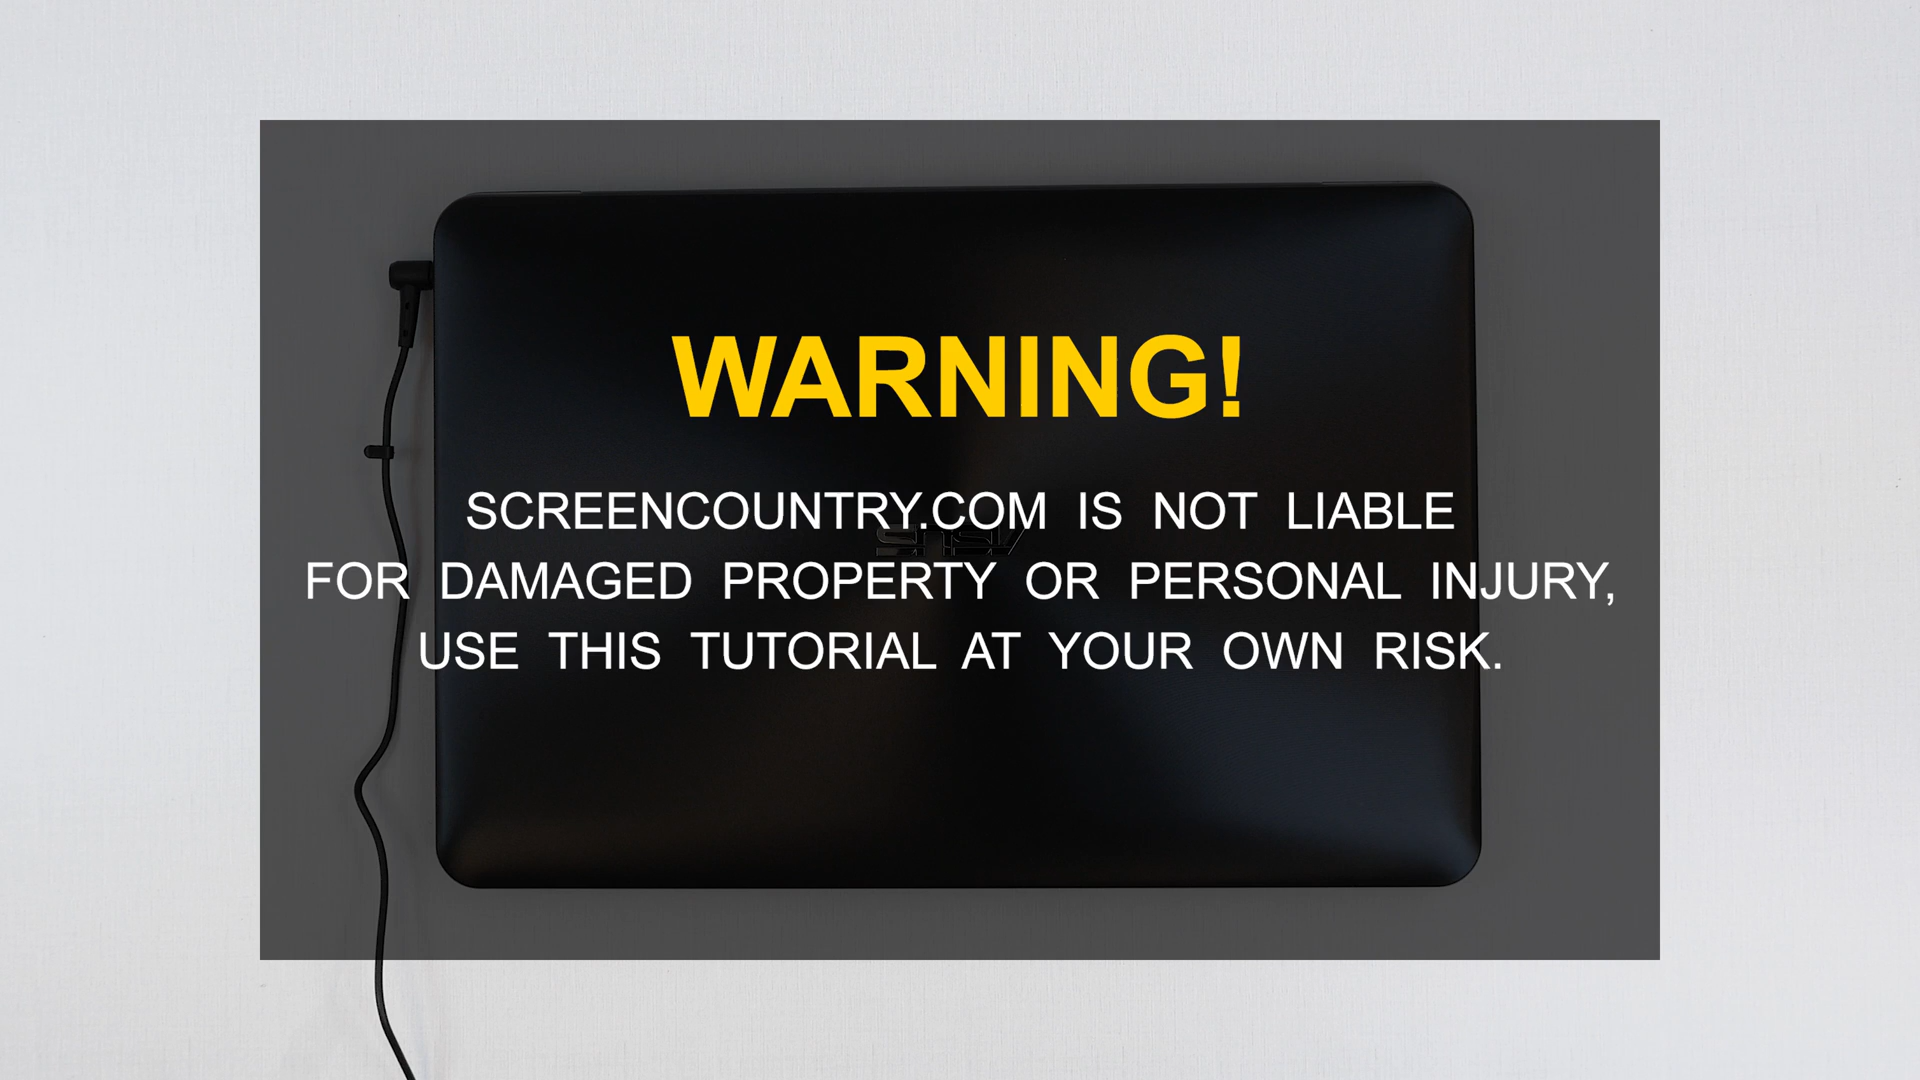 WARNING!
SCREENCOUNTRY.COM IS NOT LIABLE
/ISUS
FOR DAMAGED PROPERTY OR PERSONAL INJURY,
USE THIS TUTORIAL AT YOUR OWN RISK.